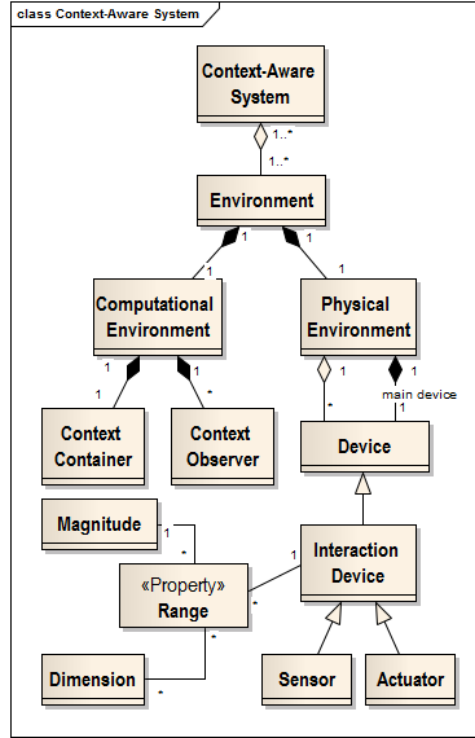 class Context-Aware System
Context-Aware
System
1..*
1..*
Environment
1
1
1
1
Computational
Environment
Physical
Environment
1
1
1
1
main device
1
*
*
1
Context
Container
Context
Observer
Device
Magnitude
1
*
«Property»
Range
1
*
Interaction
Device
*
*
Dimension
Sensor
Actuator